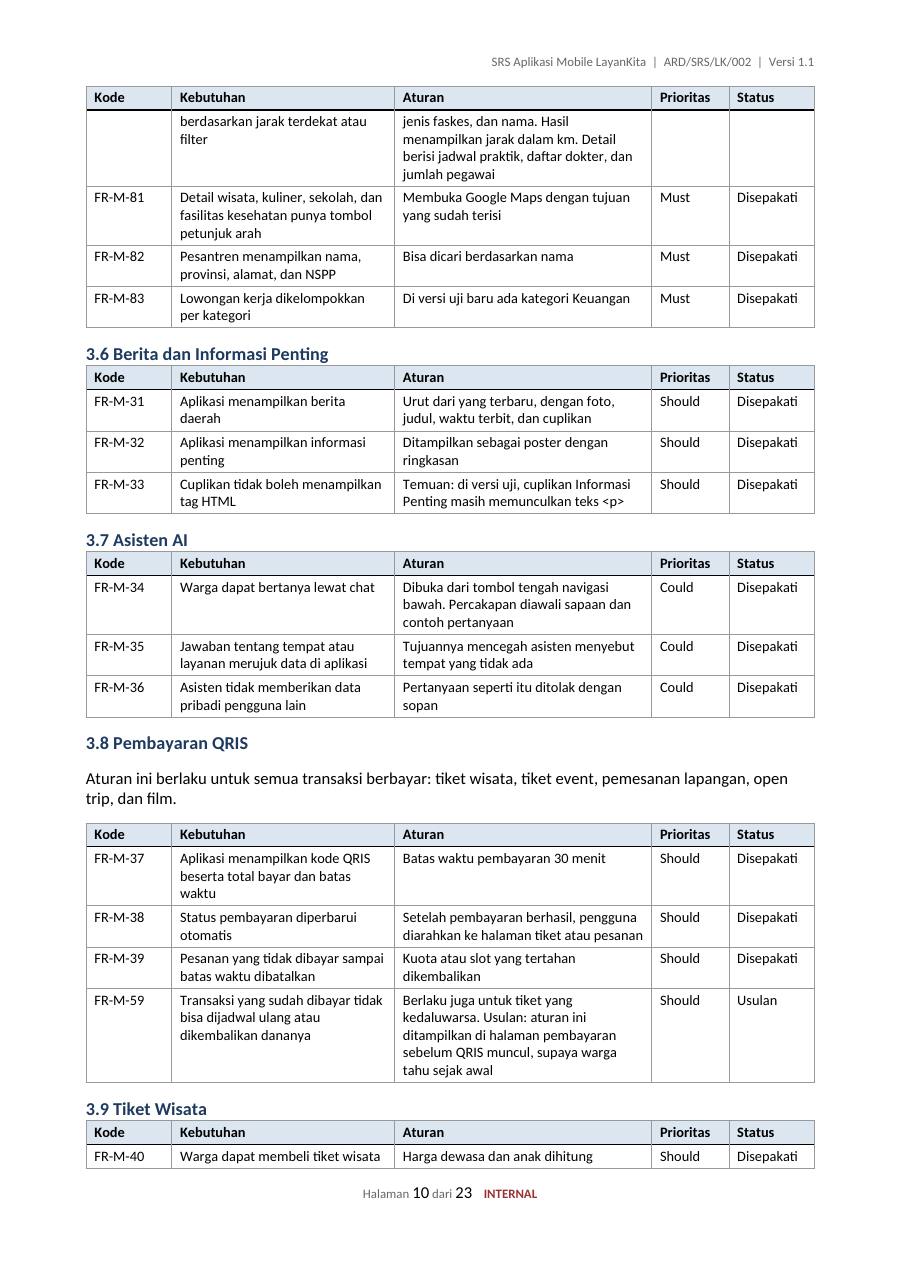 SRS Aplikasi Mobile LayanKita | ARD/SRS/LK/002 | Versi 1.1
Kode Kebutuhan Aturan Prioritas Status
berdasarkan jarak terdekat atau filter jenis faskes, dan nama. Hasil menampilkan jarak dalam km. Detail berisi jadwal praktik, daftar dokter, dan jumlah pegawai
FR-M-81 Detail wisata, kuliner, sekolah, dan fasilitas kesehatan punya tombol petunjuk arah Membuka Google Maps dengan tujuan yang sudah terisi Must Disepakati
FR-M-82 Pesantren menampilkan nama, provinsi, alamat, dan NSPP Bisa dicari berdasarkan nama Must Disepakati
FR-M-83 Lowongan kerja dikelompokkan per kategori Di versi uji baru ada kategori Keuangan Must Disepakati
3.6 Berita dan Informasi Penting
Kode Kebutuhan Aturan Prioritas Status
FR-M-31 Aplikasi menampilkan berita daerah Urut dari yang terbaru, dengan foto, judul, waktu terbit, dan cuplikan Should Disepakati
FR-M-32 Aplikasi menampilkan informasi penting Ditampilkan sebagai poster dengan ringkasan Should Disepakati
FR-M-33 Cuplikan tidak boleh menampilkan tag HTML Temuan: di versi uji, cuplikan Informasi Penting masih memunculkan teks <p> Should Disepakati
3.7 Asisten AI
Kode Kebutuhan Aturan Prioritas Status
FR-M-34 Warga dapat bertanya lewat chat Dibuka dari tombol tengah navigasi bawah. Percakapan diawali sapaan dan contoh pertanyaan Could Disepakati
FR-M-35 Jawaban tentang tempat atau layanan merujuk data di aplikasi Tujuannya mencegah asisten menyebut tempat yang tidak ada Could Disepakati
FR-M-36 Asisten tidak memberikan data pribadi pengguna lain Pertanyaan seperti itu ditolak dengan sopan Could Disepakati
3.8 Pembayaran QRIS
Aturan ini berlaku untuk semua transaksi berbayar: tiket wisata, tiket event, pemesanan lapangan, open
trip, dan film.
Kode Kebutuhan Aturan Prioritas Status
FR-M-37 Aplikasi menampilkan kode QRIS beserta total bayar dan batas waktu Batas waktu pembayaran 30 menit Should Disepakati
FR-M-38 Status pembayaran diperbarui otomatis Setelah pembayaran berhasil, pengguna diarahkan ke halaman tiket atau pesanan Should Disepakati
FR-M-39 Pesanan yang tidak dibayar sampai batas waktu dibatalkan Kuota atau slot yang tertahan dikembalikan Should Disepakati
FR-M-59 Transaksi yang sudah dibayar tidak bisa dijadwal ulang atau dikembalikan dananya Berlaku juga untuk tiket yang kedaluwarsa. Usulan: aturan ini ditampilkan di halaman pembayaran sebelum QRIS muncul, supaya warga tahu sejak awal Should Usulan
3.9 Tiket Wisata
Kode Kebutuhan Aturan Prioritas Status
FR-M-40 Warga dapat membeli tiket wisata Harga dewasa dan anak dihitung Should Disepakati
Halaman 10 dari 23 INTERNAL